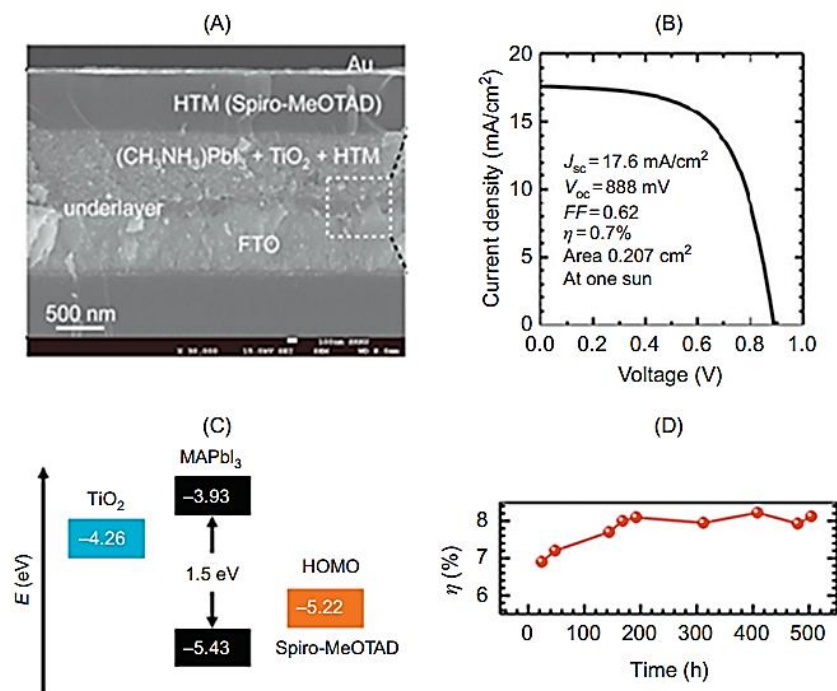 (A)
Au
HTM (Spiro-MeOTAD)
(CH₃NH₃)PbI₃ + TiO₂ + HTM
underlayer
FTO
500 nm
(B)
Current density (mA/cm²)
20
15
10
5
0
J_sc = 17.6 mA/cm²
V_oc = 888 mV
FF = 0.62
η = 0.7%
Area 0.207 cm²
At one sun
0.0 0.2 0.4 0.6 0.8 1.0
Voltage (V)
(C)
E (eV)
TiO₂
–4.26
MAPbI₃
–3.93
1.5 eV
–5.43
HOMO
–5.22
Spiro-MeOTAD
(D)
η (%)
8
7
6
0 100 200 300 400 500
Time (h)